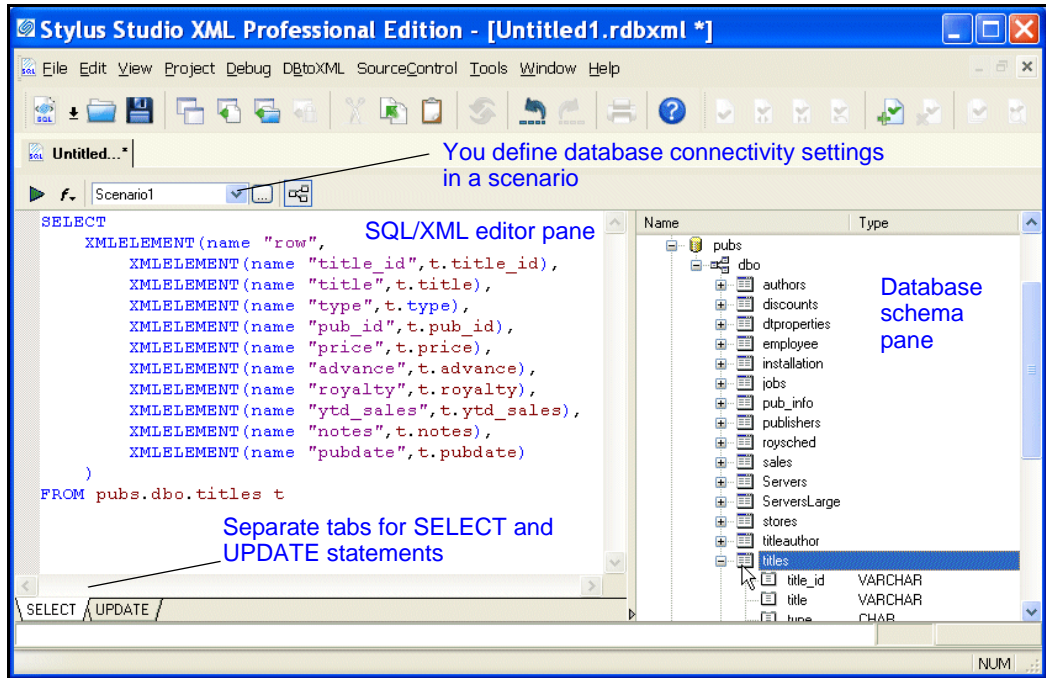 Stylus Studio XML Professional Edition - [Untitled1.rdbxml *]
File Edit View Project Debug DBtoXML SourceControl Tools Window Help
SQL
Untitled...*
You define database connectivity settings
in a scenario
f Scenario1 ...
SQL/XML editor pane
SELECT
XMLELEMENT(name "row",
XMLELEMENT(name "title_id",t.title_id),
XMLELEMENT(name "title",t.title),
XMLELEMENT(name "type",t.type),
XMLELEMENT(name "pub_id",t.pub_id),
XMLELEMENT(name "price",t.price),
XMLELEMENT(name "advance",t.advance),
XMLELEMENT(name "royalty",t.royalty),
XMLELEMENT(name "ytd_sales",t.ytd_sales),
XMLELEMENT(name "notes",t.notes),
XMLELEMENT(name "pubdate",t.pubdate)
)
FROM pubs.dbo.titles t
Separate tabs for SELECT and
UPDATE statements
SELECT UPDATE
Name Type
pubs
dbo
authors
discounts
dtproperties
employee
installation
jobs
pub_info
publishers
roysched
sales
Servers
ServersLarge
stores
titleauthor
titles
title_id VARCHAR
title VARCHAR
type CHAR
Database
schema
pane
NUM